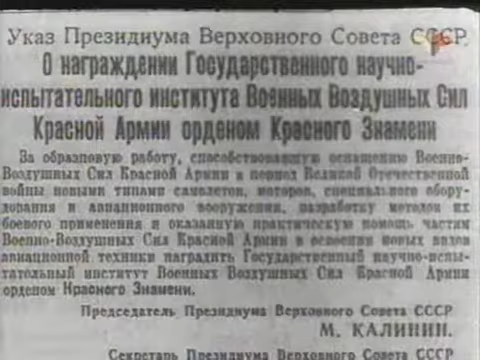 Указ Президиума Верховного Совета СССР
О награждении Государственного научно-
испытательного института Военных Воздушных Сил
Красной Армии орденом Красного Знамени
За образцовую работу, способствовавшую оснащению Военно-
Воздушных Сил Красной Армии в период Великой Отечественной
войны новыми типами самолетов, моторов, специального обору-
дования и авиационного вооружения, разработку методов их
боевого применения и оказанную практическую помощь частям
Военно-Воздушных Сил Красной Армии в освоении новых видов
авиационной техники наградить Государственный научно-испы-
тательный институт Военных Воздушных Сил Красной Армии
орденом Красного Знамени.
Председатель Президиума Верховного Совета СССР
М. КАЛИНИН.
Секретарь Президиума Верховного Совета СССР